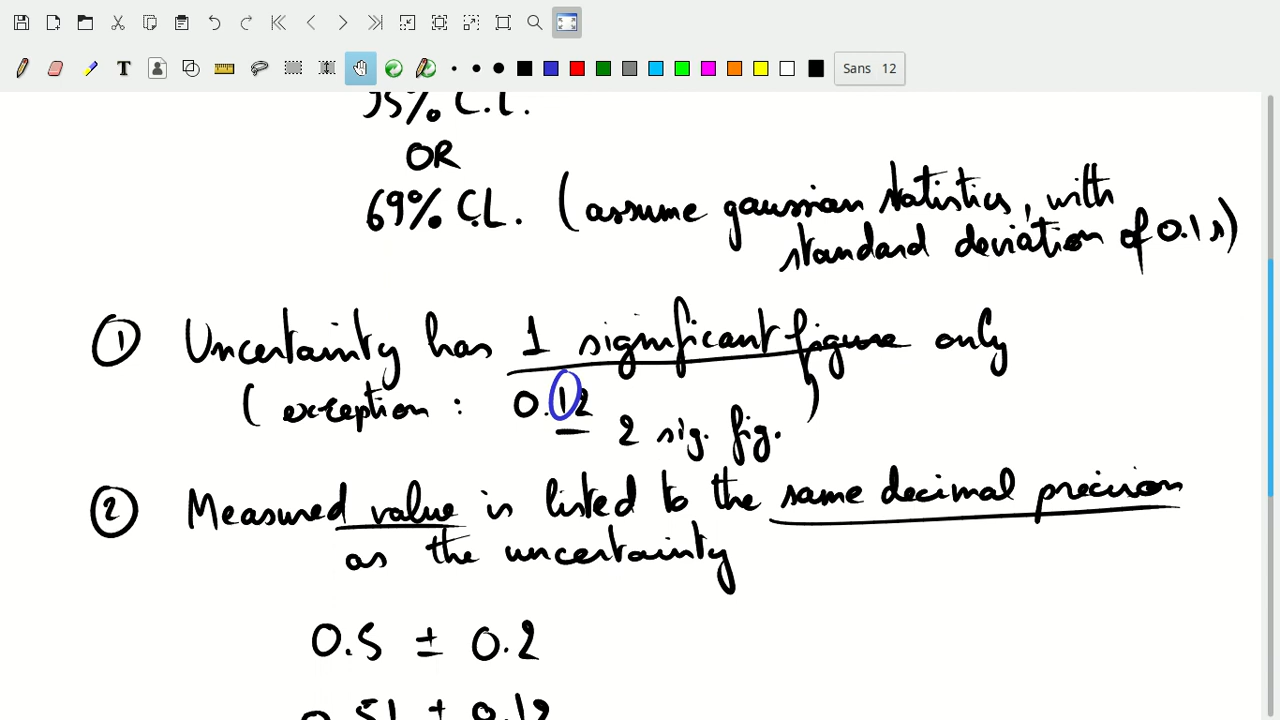 Sans 12
95% C.L.
OR
69% C.L. (assume gaussian statistics, with
standard deviation of 0.1 s)
① Uncertainty has 1 significant figure only
(exception: 0.12 2 sig. fig.)
② Measured value is listed to the same decimal precision
as the uncertainty
0.5 ± 0.2
0.51 ± 0.12